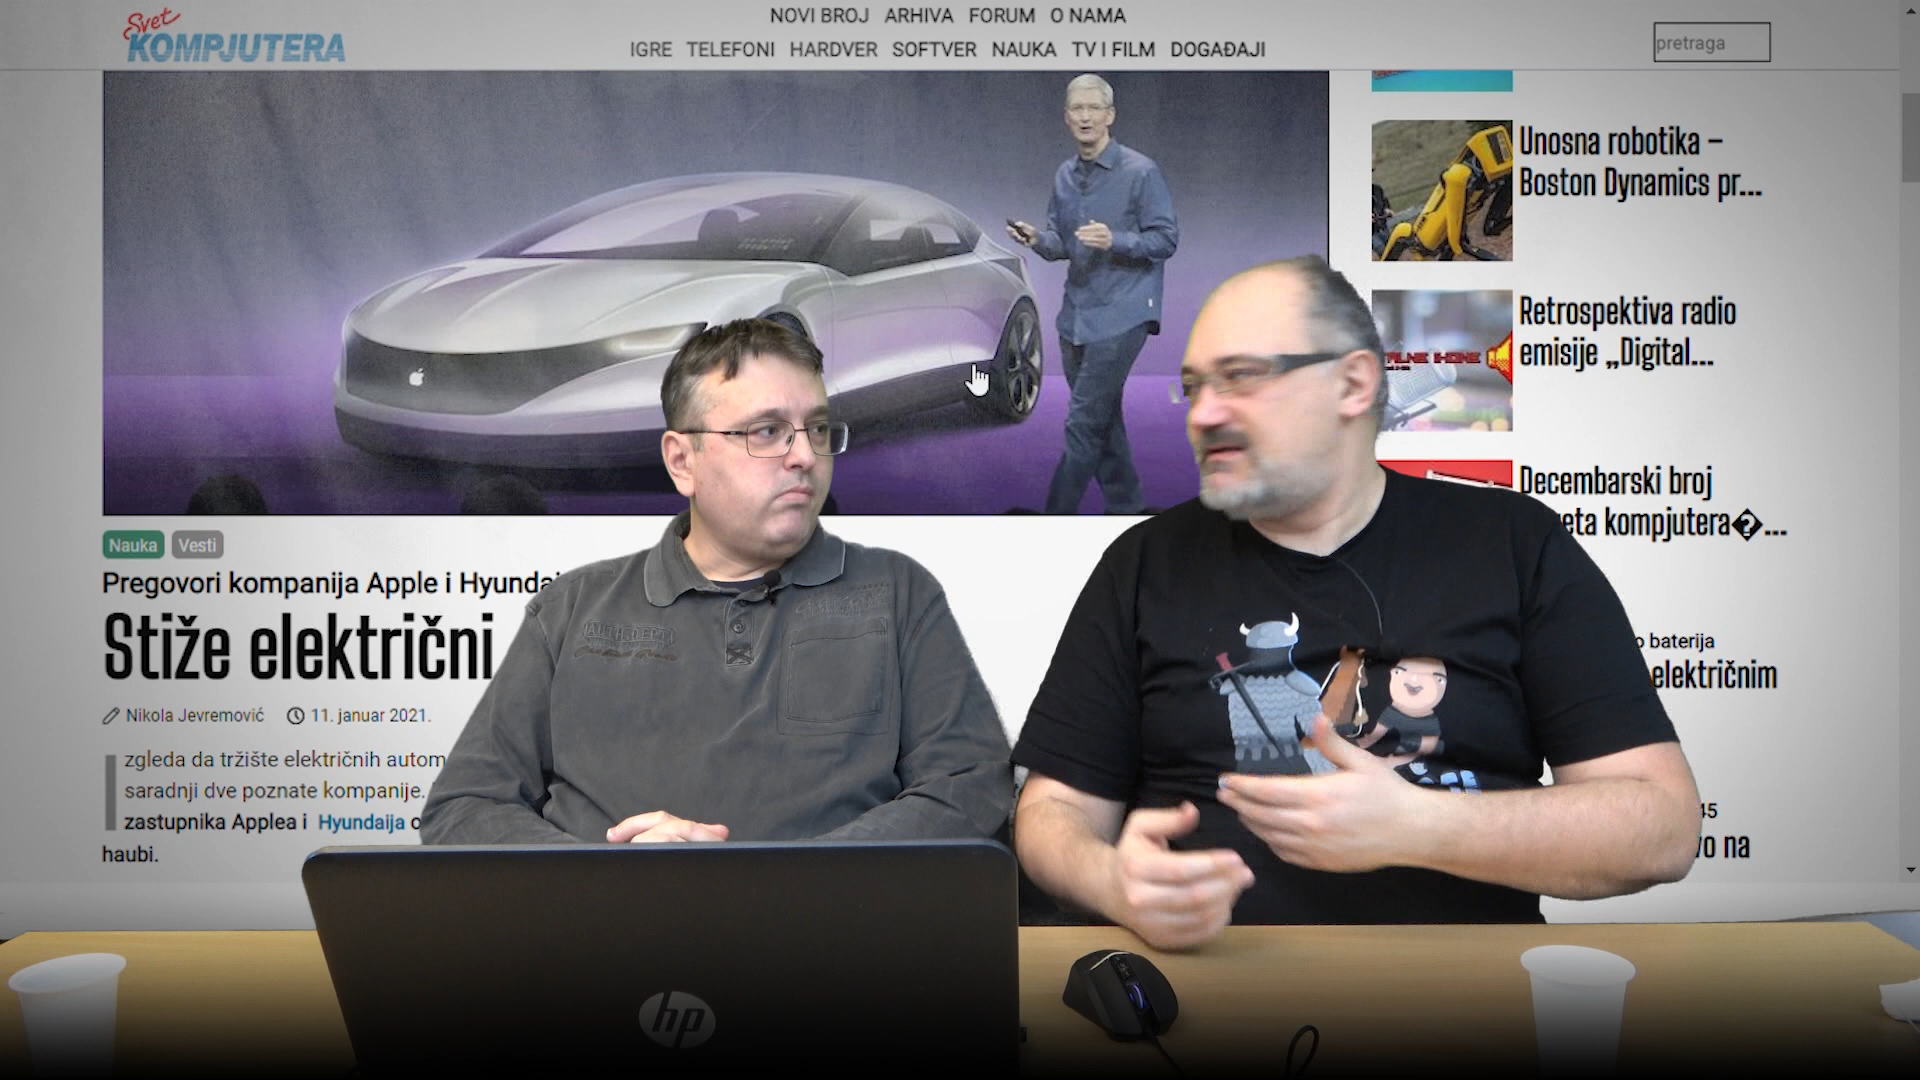 Svet
KOMPJUTERA
NOVI BROJ ARHIVA FORUM O NAMA
IGRE TELEFONI HARDVER SOFTVER NAUKA TV I FILM DOGAĐAJI
pretraga
Unosna robotika –
Boston Dynamics pr...
Retrospektiva radio
emisije „Digital...
Decembarski broj
eta kompjutera�...
o baterija
električnim
45
vo na
Nauka Vesti
Pregovori kompanija Apple i Hyundai
Stiže električni
Nikola Jevremović 11. januar 2021.
zgleda da tržište električnih autom
saradnji dve poznate kompanije.
zastupnika Applea i Hyundaija o
haubi.
hp